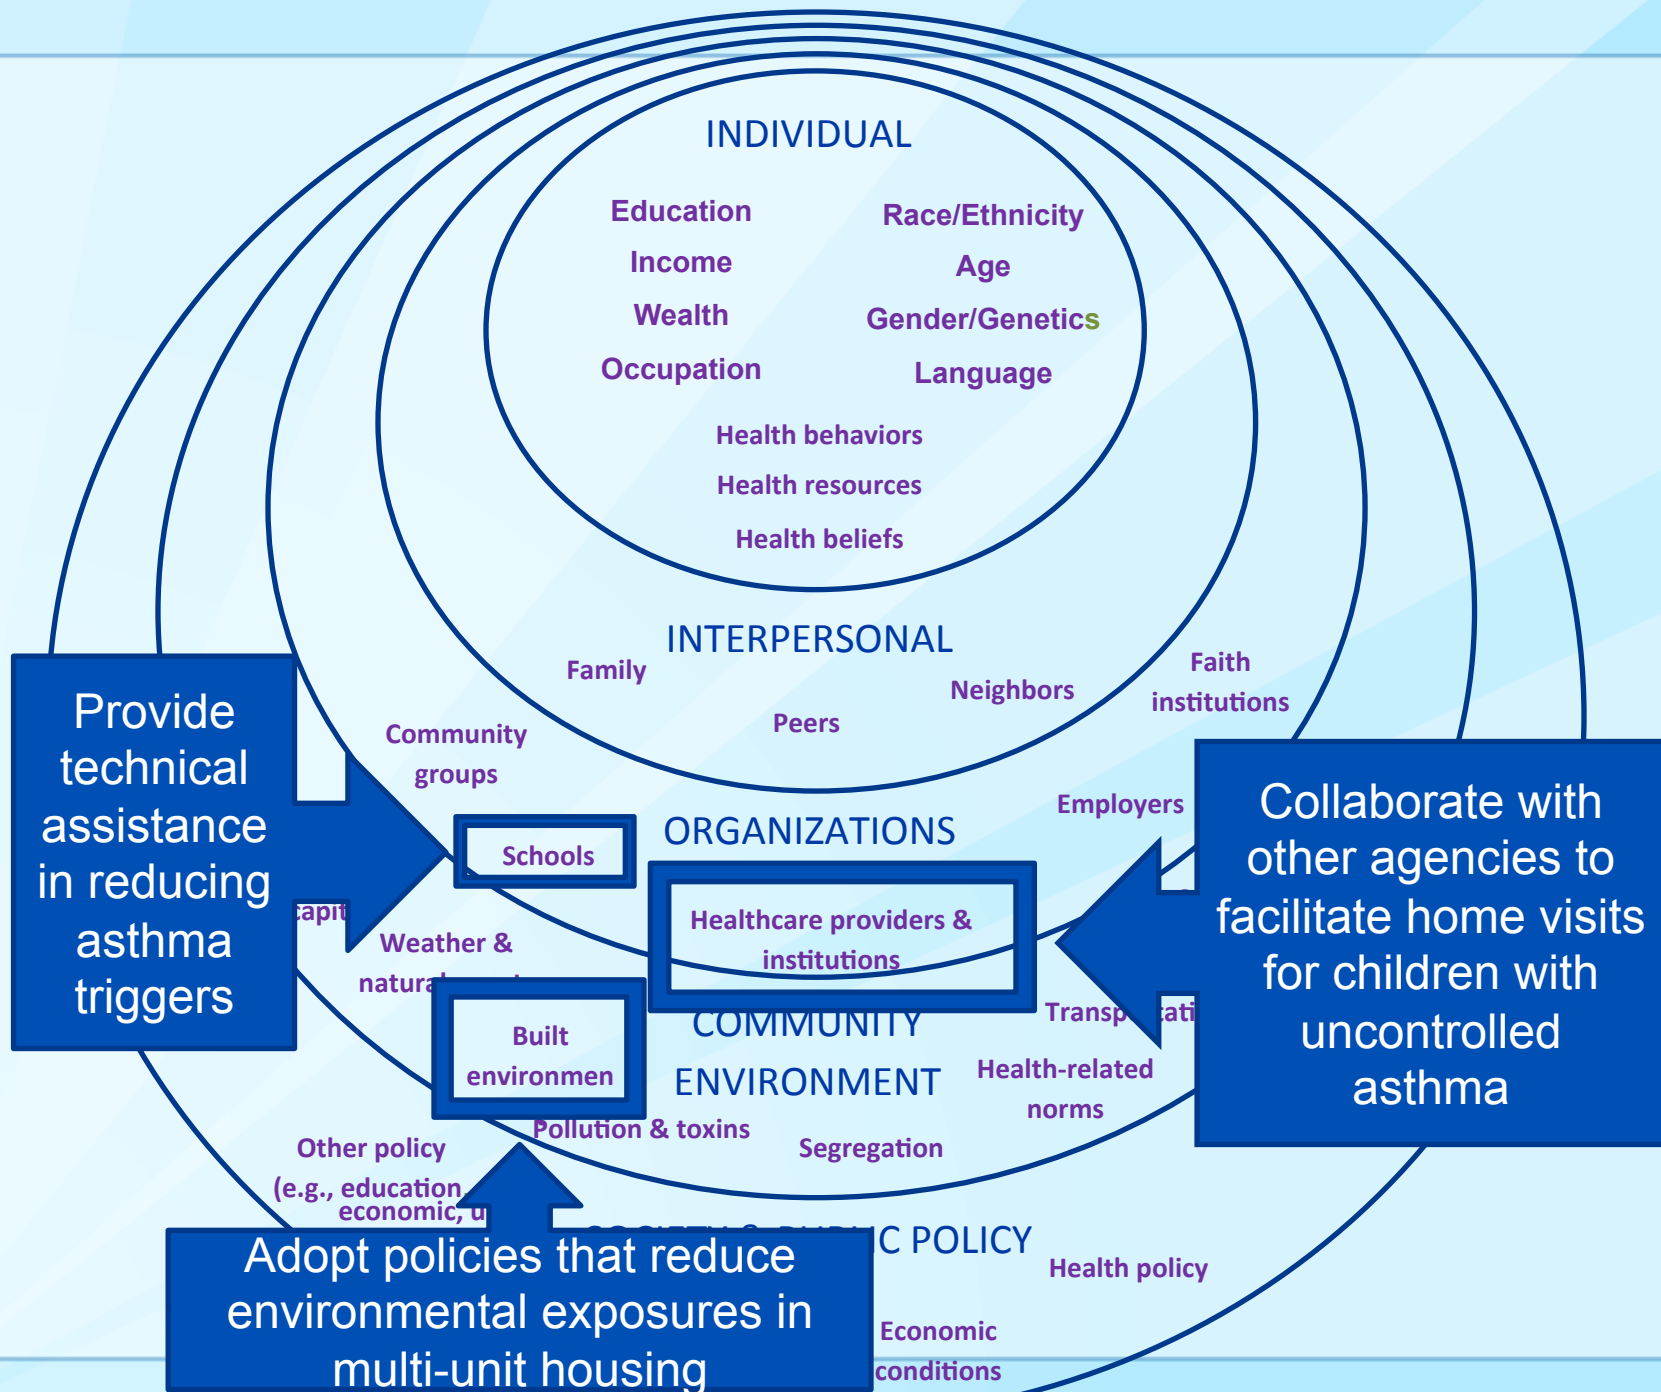 INDIVIDUAL
Education
Race/Ethnicity
Income
Age
Wealth
Gender/Genetics
Occupation
Language
Health behaviors
Health resources
Health beliefs
INTERPERSONAL
Family
Neighbors
Peers
Faith
institutions
Community
groups
Employers
ORGANIZATIONS
Schools
Healthcare providers &
institutions
Provide
technical
assistance
in reducing
asthma
triggers
Collaborate with
other agencies to
facilitate home visits
for children with
uncontrolled
asthma
Weather &
COMMUNITY
ENVIRONMENT
Built
environmen
Health-related
norms
Pollution & toxins
Segregation
Other policy
(e.g., education,
economic,
POLICY
Health policy
Adopt policies that reduce
environmental exposures in
multi-unit housing
Economic
conditions